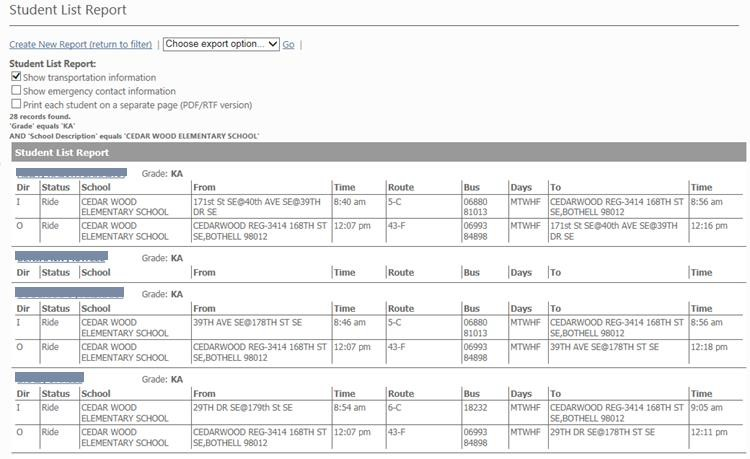 Student List Report
Create New Report (return to filter) | Choose export option... Go |
Student List Report:
Show transportation information
Show emergency contact information
Print each student on a separate page (PDF/RTF version)
28 records found.
'Grade' equals 'KA'
AND 'School Description' equals 'CEDAR WOOD ELEMENTARY SCHOOL'
Student List Report
Grade: KA
Dir Status School From Time Route Bus Days To Time
I Ride CEDAR WOOD 171st St SE@40th AVE SE@39TH 8:40 am 5-C 06880 MTWHF CEDARWOOD REG-3414 168TH ST 8:56 am
ELEMENTARY SCHOOL DR SE 81013 SE,BOTHELL 98012
O Ride CEDAR WOOD CEDARWOOD REG-3414 168TH ST 12:07 pm 43-F 06993 MTWHF 171st St SE@40th AVE SE@39TH 12:16 pm
ELEMENTARY SCHOOL SE,BOTHELL 98012 84898 DR SE
Grade: KA
Dir Status School From Time Route Bus Days To Time
Grade: KA
Dir Status School From Time Route Bus Days To Time
I Ride CEDAR WOOD 39TH AVE SE@178TH ST SE 8:46 am 5-C 06880 MTWHF CEDARWOOD REG-3414 168TH ST 8:56 am
ELEMENTARY SCHOOL 81013 SE,BOTHELL 98012
O Ride CEDAR WOOD CEDARWOOD REG-3414 168TH ST 12:07 pm 43-F 06993 MTWHF 39TH AVE SE@178TH ST SE 12:18 pm
ELEMENTARY SCHOOL SE,BOTHELL 98012 84898
Grade: KA
Dir Status School From Time Route Bus Days To Time
I Ride CEDAR WOOD 29TH DR SE@179th St SE 8:54 am 6-C 18232 MTWHF CEDARWOOD REG-3414 168TH ST 9:05 am
ELEMENTARY SCHOOL SE,BOTHELL 98012
O Ride CEDAR WOOD CEDARWOOD REG-3414 168TH ST 12:07 pm 43-F 06993 MTWHF 29TH DR SE@178TH ST SE 12:11 pm
ELEMENTARY SCHOOL SE,BOTHELL 98012 84898